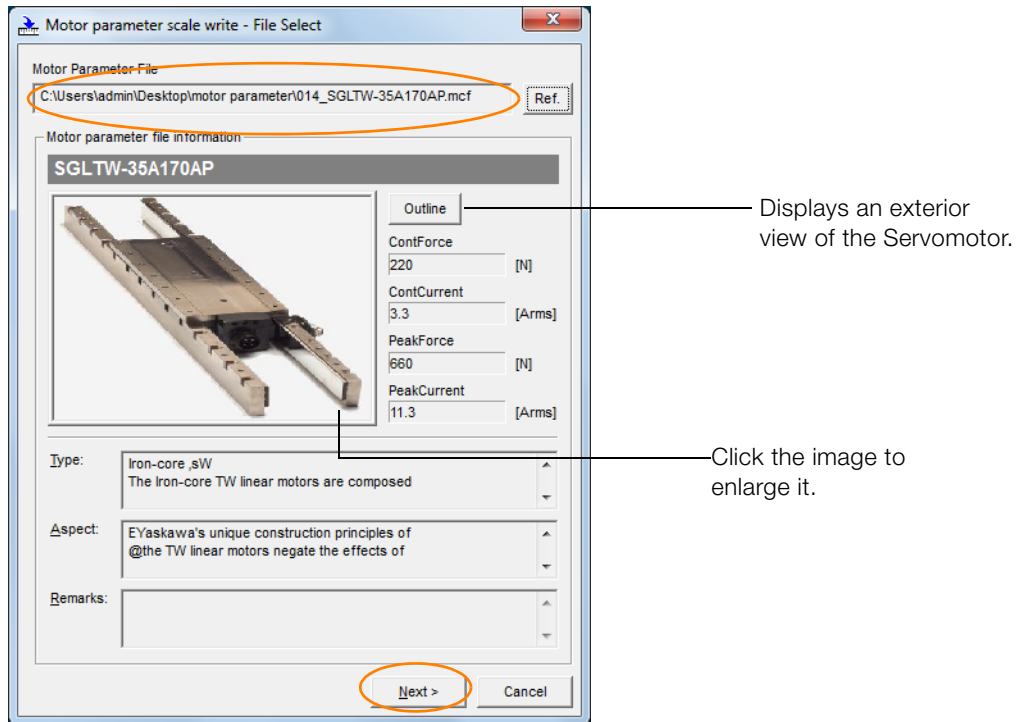 Motor parameter scale write - File Select
Motor Parameter File
C:\Users\admin\Desktop\motor parameter\014_SGLTW-35A170AP.mcf
Ref.
Motor parameter file information
SGLTW-35A170AP
Outline
Displays an exterior
view of the Servomotor.
ContForce
220 [N]
ContCurrent
3.3 [Arms]
PeakForce
660 [N]
PeakCurrent
11.3 [Arms]
Click the image to
enlarge it.
Type:
Iron-core ,sW
The Iron-core TW linear motors are composed
Aspect:
EYaskawa's unique construction principles of
@the TW linear motors negate the effects of
Remarks:
Next >
Cancel